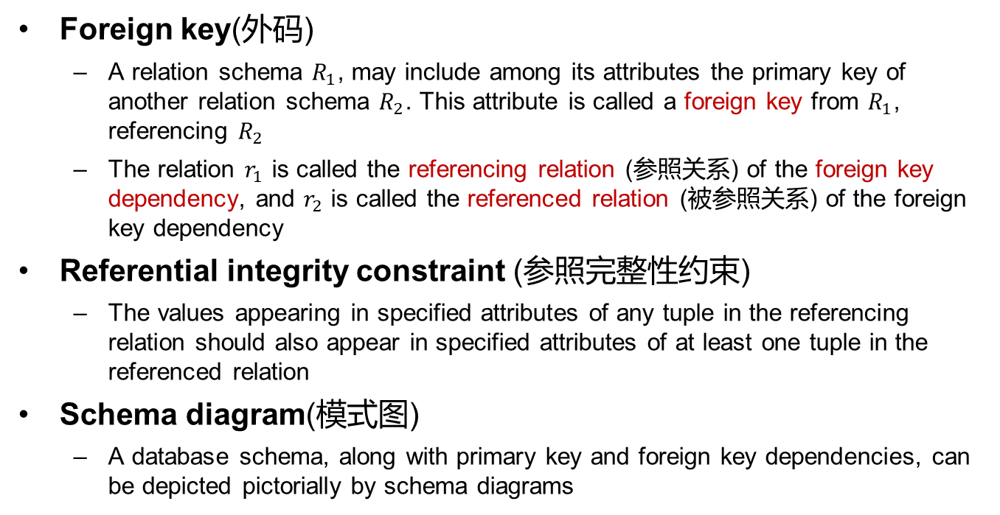 • Foreign key(外码)
– A relation schema R₁, may include among its attributes the primary key of
another relation schema R₂. This attribute is called a foreign key from R₁,
referencing R₂
– The relation r₁ is called the referencing relation (参照关系) of the foreign key
dependency, and r₂ is called the referenced relation (被参照关系) of the foreign
key dependency
• Referential integrity constraint (参照完整性约束)
– The values appearing in specified attributes of any tuple in the referencing
relation should also appear in specified attributes of at least one tuple in the
referenced relation
• Schema diagram(模式图)
– A database schema, along with primary key and foreign key dependencies, can
be depicted pictorially by schema diagrams